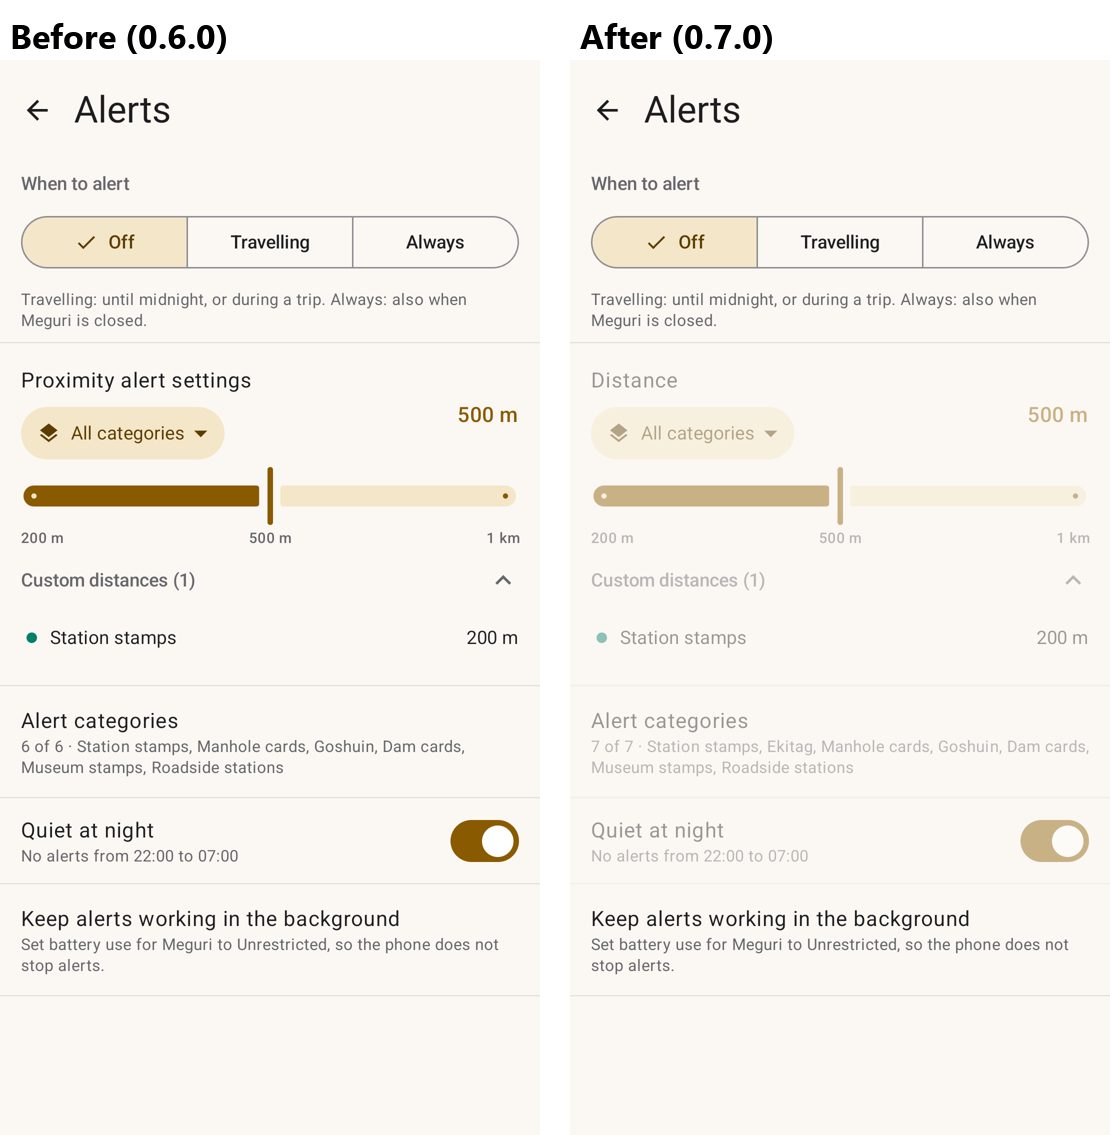 Before (0.6.0)
Alerts
When to alert
Off
Travelling
Always
Travelling: until midnight, or during a trip. Always: also when
Meguri is closed.
Proximity alert settings
All categories
500 m
200 m
500 m
1 km
Custom distances (1)
Station stamps
200 m
Alert categories
6 of 6 · Station stamps, Manhole cards, Goshuin, Dam cards,
Museum stamps, Roadside stations
Quiet at night
No alerts from 22:00 to 07:00
Keep alerts working in the background
Set battery use for Meguri to Unrestricted, so the phone does not
stop alerts.
After (0.7.0)
Alerts
When to alert
Off
Travelling
Always
Travelling: until midnight, or during a trip. Always: also when
Meguri is closed.
Distance
All categories
500 m
200 m
500 m
1 km
Custom distances (1)
Station stamps
200 m
Alert categories
7 of 7 · Station stamps, Ekitag, Manhole cards, Goshuin, Dam cards,
Museum stamps, Roadside stations
Quiet at night
No alerts from 22:00 to 07:00
Keep alerts working in the background
Set battery use for Meguri to Unrestricted, so the phone does not
stop alerts.